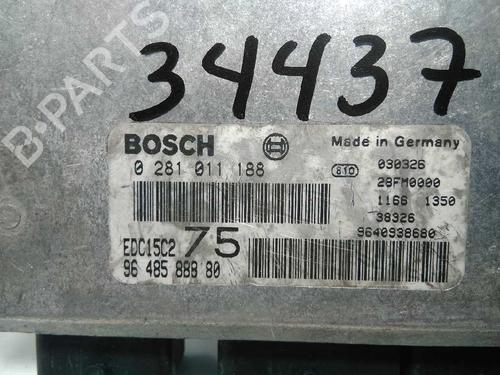 34437
B-PARTS
BOSCH
Made in Germany
0 281 011 188
610
030326
28FM0000
1166 1350
38326
9640938680
EDC15C2 75
96 485 888 80